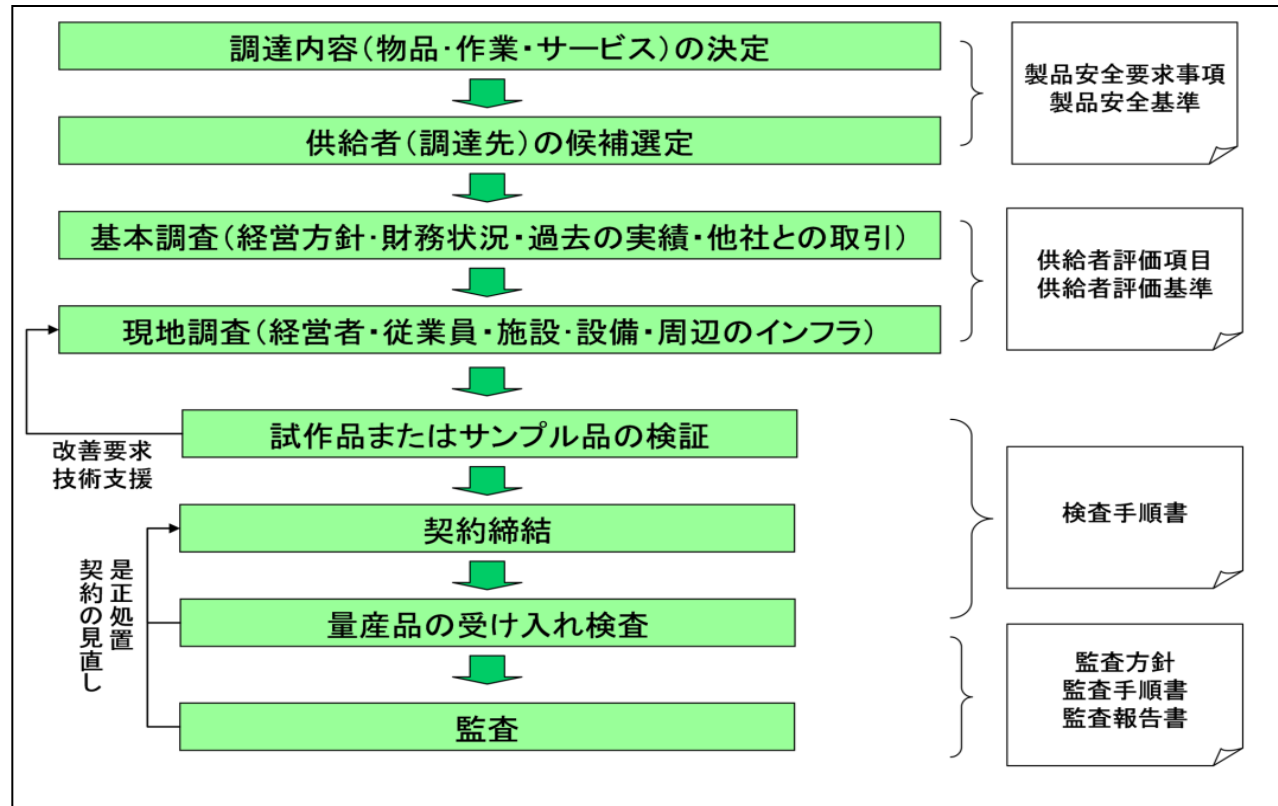 調達内容(物品・作業・サービス)の決定
製品安全要求事項
製品安全基準
供給者(調達先)の候補選定
基本調査(経営方針・財務状況・過去の実績・他社との取引)
供給者評価項目
供給者評価基準
現地調査(経営者・従業員・施設・設備・周辺のインフラ)
試作品またはサンプル品の検証
改善要求
技術支援
契約締結
検査手順書
是正処置
契約の見直し
量産品の受け入れ検査
監査方針
監査手順書
監査報告書
監査